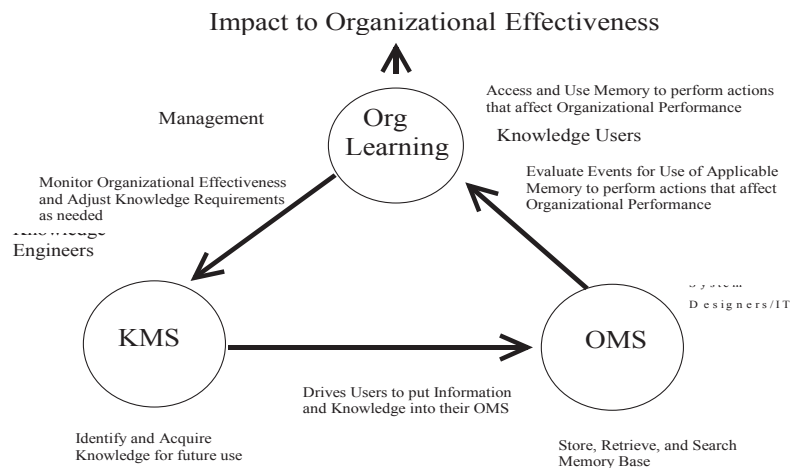 Impact to Organizational Effectiveness
Access and Use Memory to perform actions
that affect Organizational Performance
Management
Org
Learning
Knowledge Users
Monitor Organizational Effectiveness
and Adjust Knowledge Requirements
as needed
Evaluate Events for Use of Applicable
Memory to perform actions that affect
Organizational Performance
Knowledge
Engineers
Designers/IT
KMS
OMS
Drives Users to put Information
and Knowledge into their OMS
Identify and Acquire
Knowledge for future use
Store, Retrieve, and Search
Memory Base